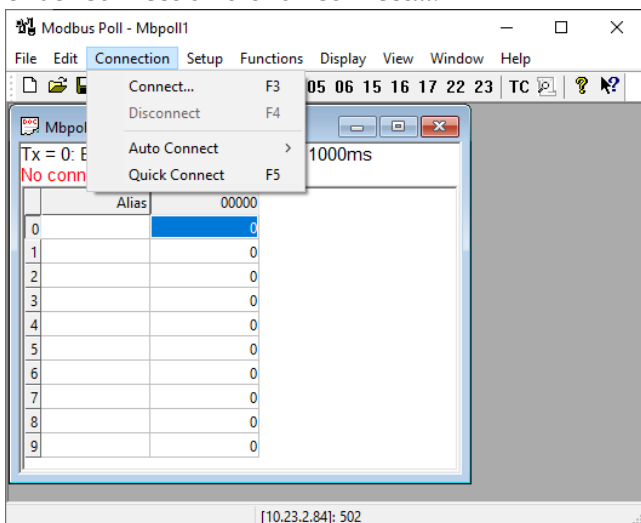 Modbus Poll - Mbpoll1
File Edit Connection Setup Functions Display View Window Help
Connect... F3
05 06 15 16 17 22 23 TC
Disconnect F4
Auto Connect >
Quick Connect F5
Tx = 0: 1000ms
Alias 00000
0 0
1 0
2 0
3 0
4 0
5 0
6 0
7 0
8 0
9 0
[10.23.2.84]: 502